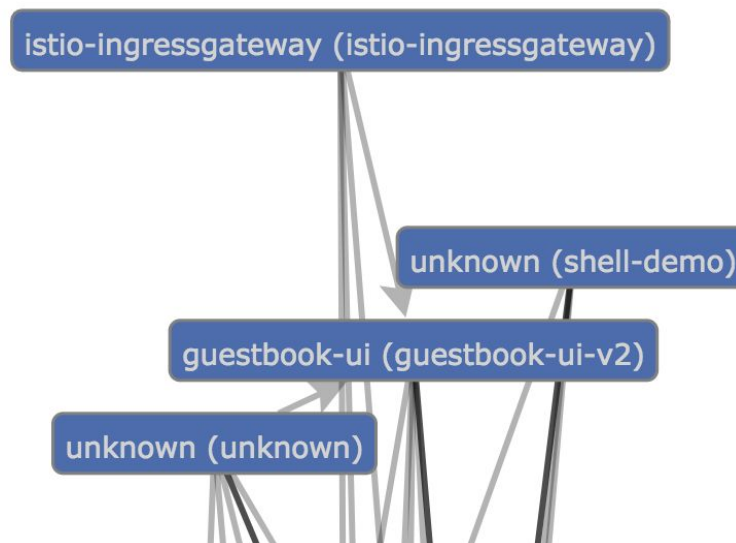 istio-ingressgateway (istio-ingressgateway)
unknown (shell-demo)
guestbook-ui (guestbook-ui-v2)
unknown (unknown)